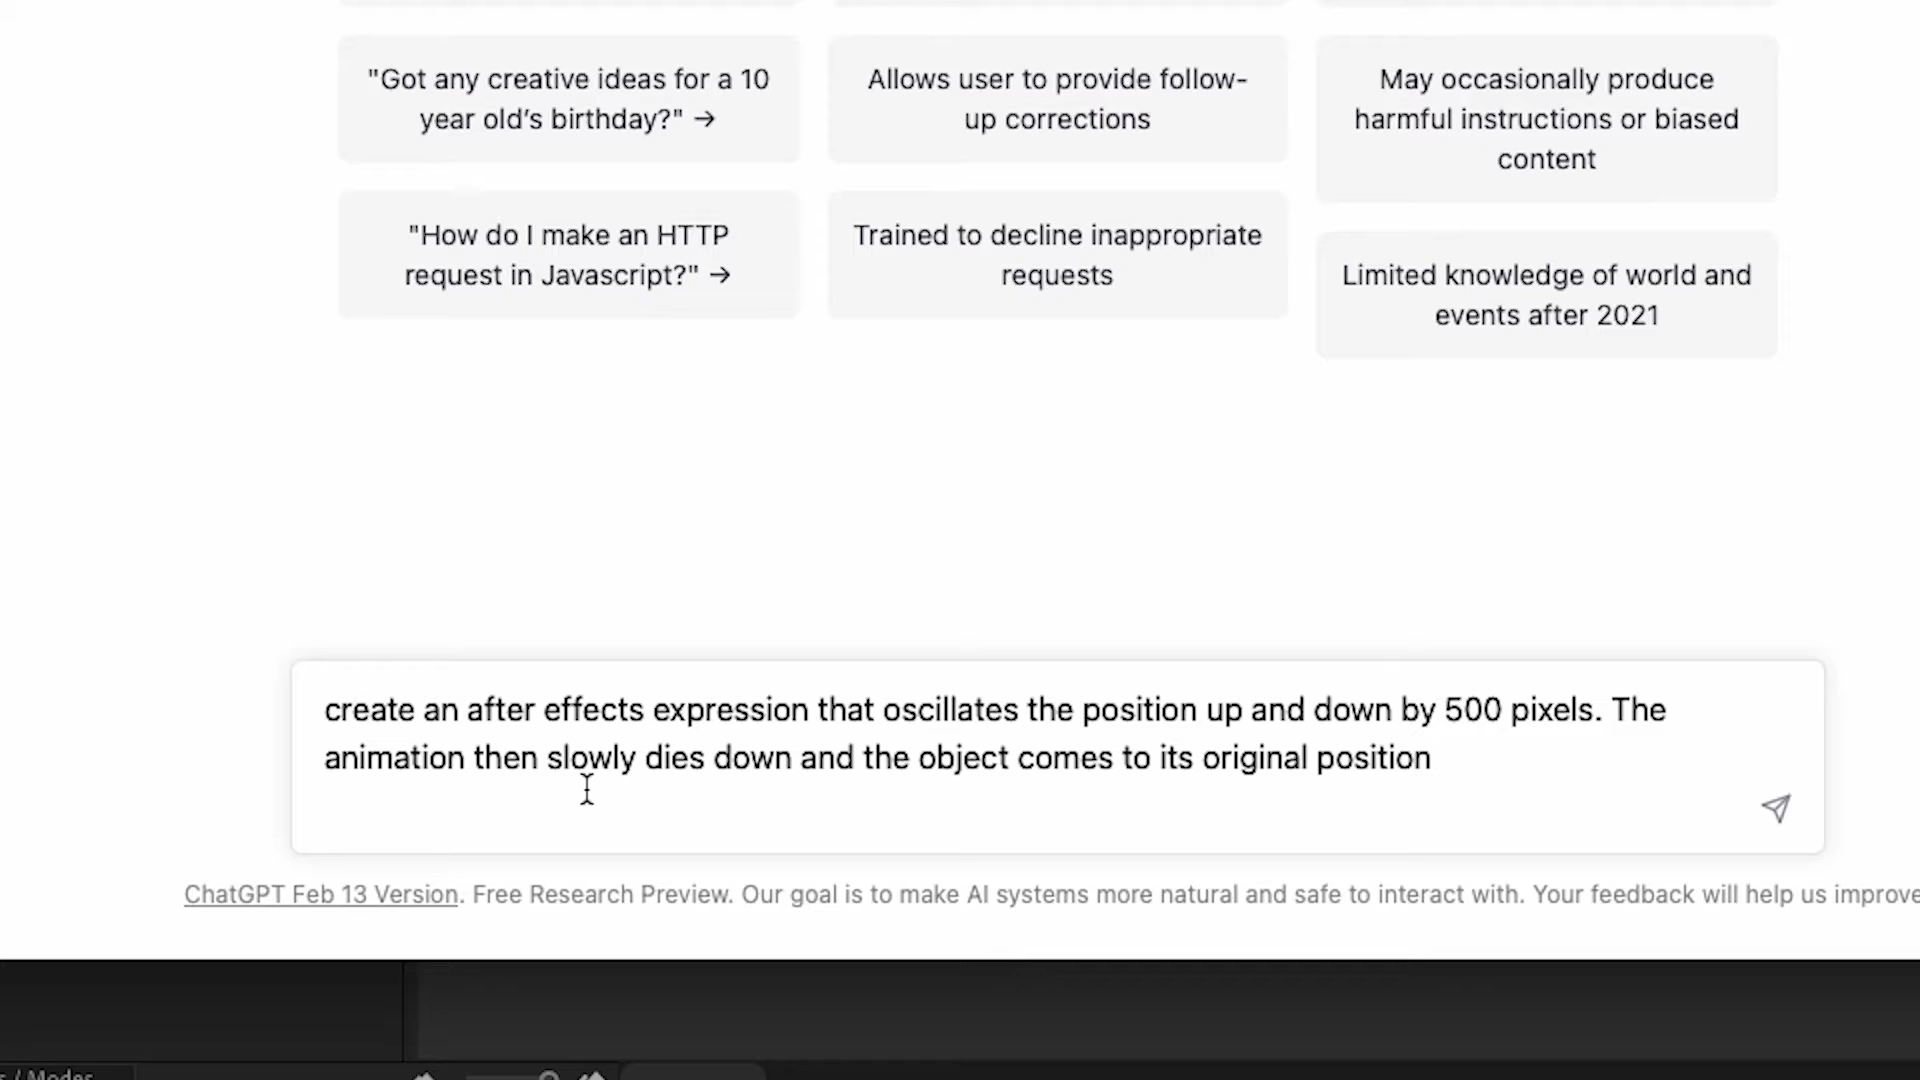 "Got any creative ideas for a 10
year old's birthday?" →
Allows user to provide follow-
up corrections
May occasionally produce
harmful instructions or biased
content
"How do I make an HTTP
request in Javascript?" →
Trained to decline inappropriate
requests
Limited knowledge of world and
events after 2021
create an after effects expression that oscillates the position up and down by 500 pixels. The
animation then slowly dies down and the object comes to its original position
ChatGPT Feb 13 Version. Free Research Preview. Our goal is to make AI systems more natural and safe to interact with. Your feedback will help us improve
/ Modes